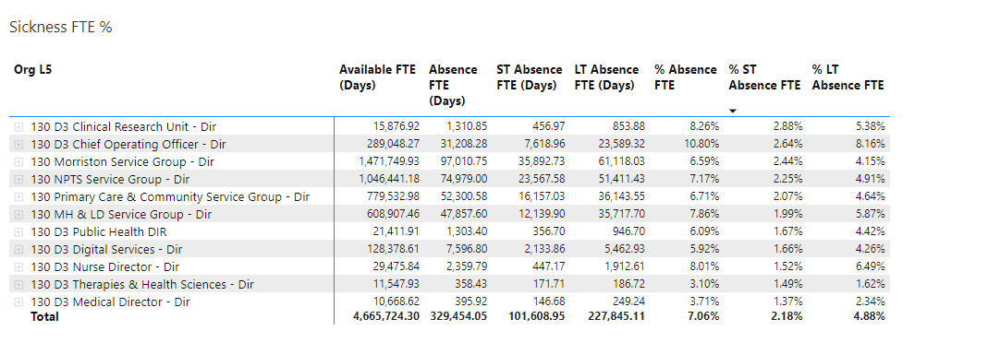 Sickness FTE %
Org L5 Available FTE (Days) Absence FTE (Days) ST Absence FTE (Days) LT Absence FTE (Days) % Absence FTE % ST Absence FTE % LT Absence FTE
130 D3 Clinical Research Unit - Dir 15,876.92 1,310.85 456.97 853.88 8.26% 2.88% 5.38%
130 D3 Chief Operating Officer - Dir 289,048.27 31,208.28 7,618.96 23,589.32 10.80% 2.64% 8.16%
130 Morriston Service Group - Dir 1,471,749.93 97,010.75 35,892.73 61,118.03 6.59% 2.44% 4.15%
130 NPTS Service Group - Dir 1,046,441.18 74,979.00 23,567.58 51,411.43 7.17% 2.25% 4.91%
130 Primary Care & Community Service Group - Dir 779,532.98 52,300.58 16,157.03 36,143.55 6.71% 2.07% 4.64%
130 MH & LD Service Group - Dir 608,907.46 47,857.60 12,139.90 35,717.70 7.86% 1.99% 5.87%
130 D3 Public Health DIR 21,411.91 1,303.40 356.70 946.70 6.09% 1.67% 4.42%
130 D3 Digital Services - Dir 128,378.61 7,596.80 2,133.86 5,462.93 5.92% 1.66% 4.26%
130 D3 Nurse Director - Dir 29,475.84 2,359.79 447.17 1,912.61 8.01% 1.52% 6.49%
130 D3 Therapies & Health Sciences - Dir 11,547.93 358.43 171.71 186.72 3.10% 1.49% 1.62%
130 D3 Medical Director - Dir 10,668.62 395.92 146.68 249.24 3.71% 1.37% 2.34%
Total 4,665,724.30 329,454.05 101,608.95 227,845.11 7.06% 2.18% 4.88%